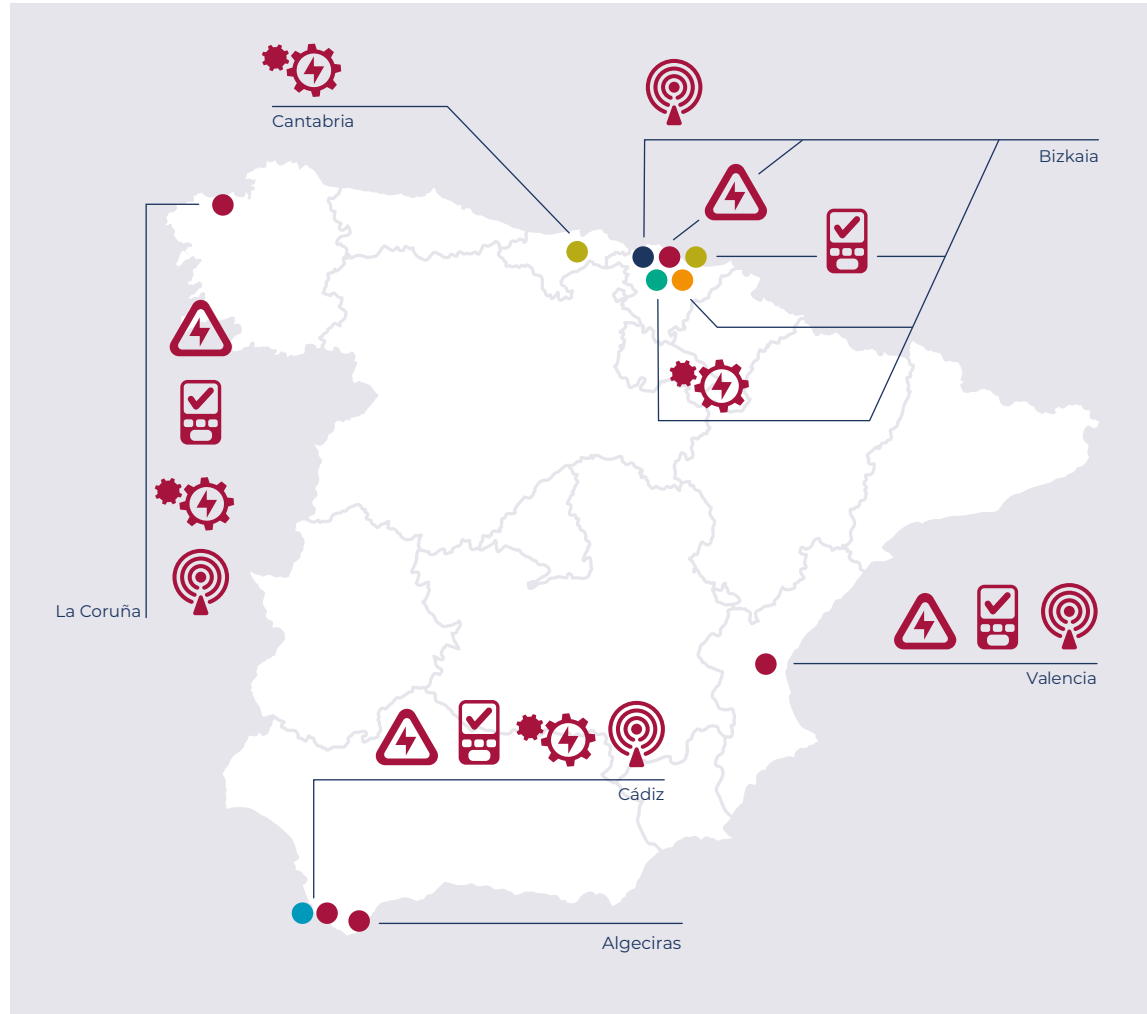 Cantabria
Bizkaia
La Coruña
Valencia
Cádiz
Algeciras